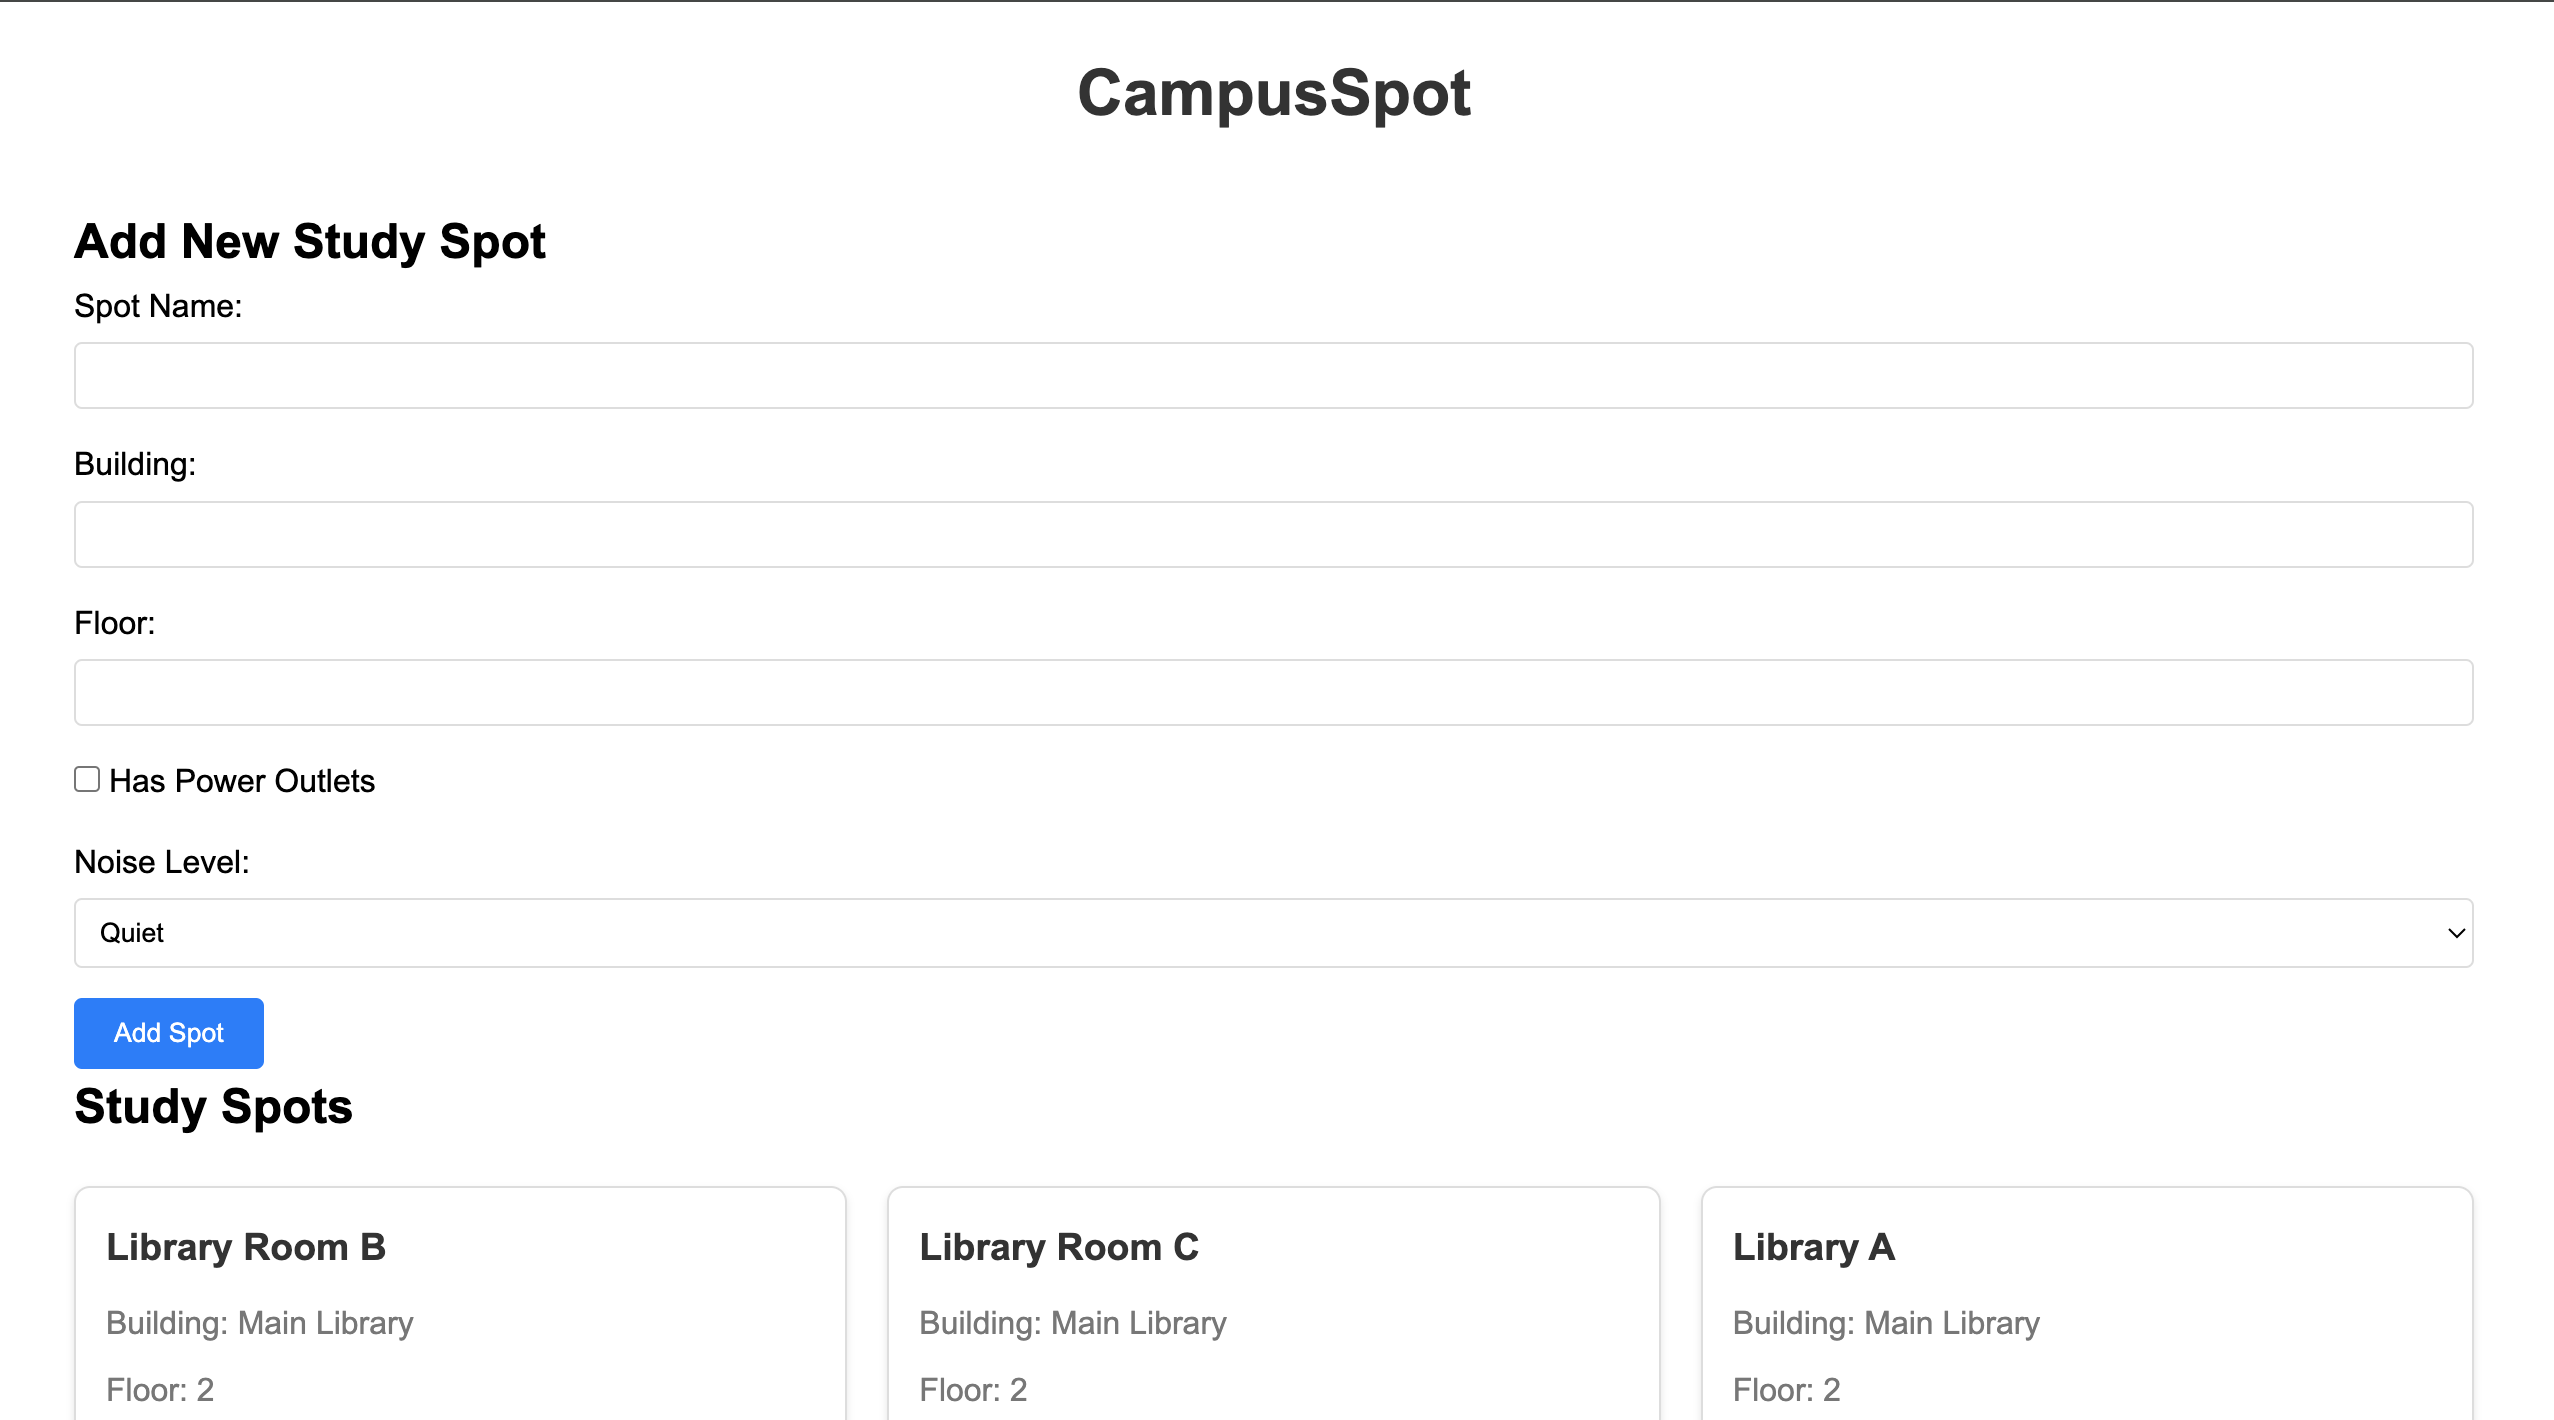 CampusSpot
Add New Study Spot
Spot Name:
Building:
Floor:
Has Power Outlets
Noise Level:
Quiet
Add Spot
Study Spots
Library Room B
Building: Main Library
Floor: 2
Library Room C
Building: Main Library
Floor: 2
Library A
Building: Main Library
Floor: 2